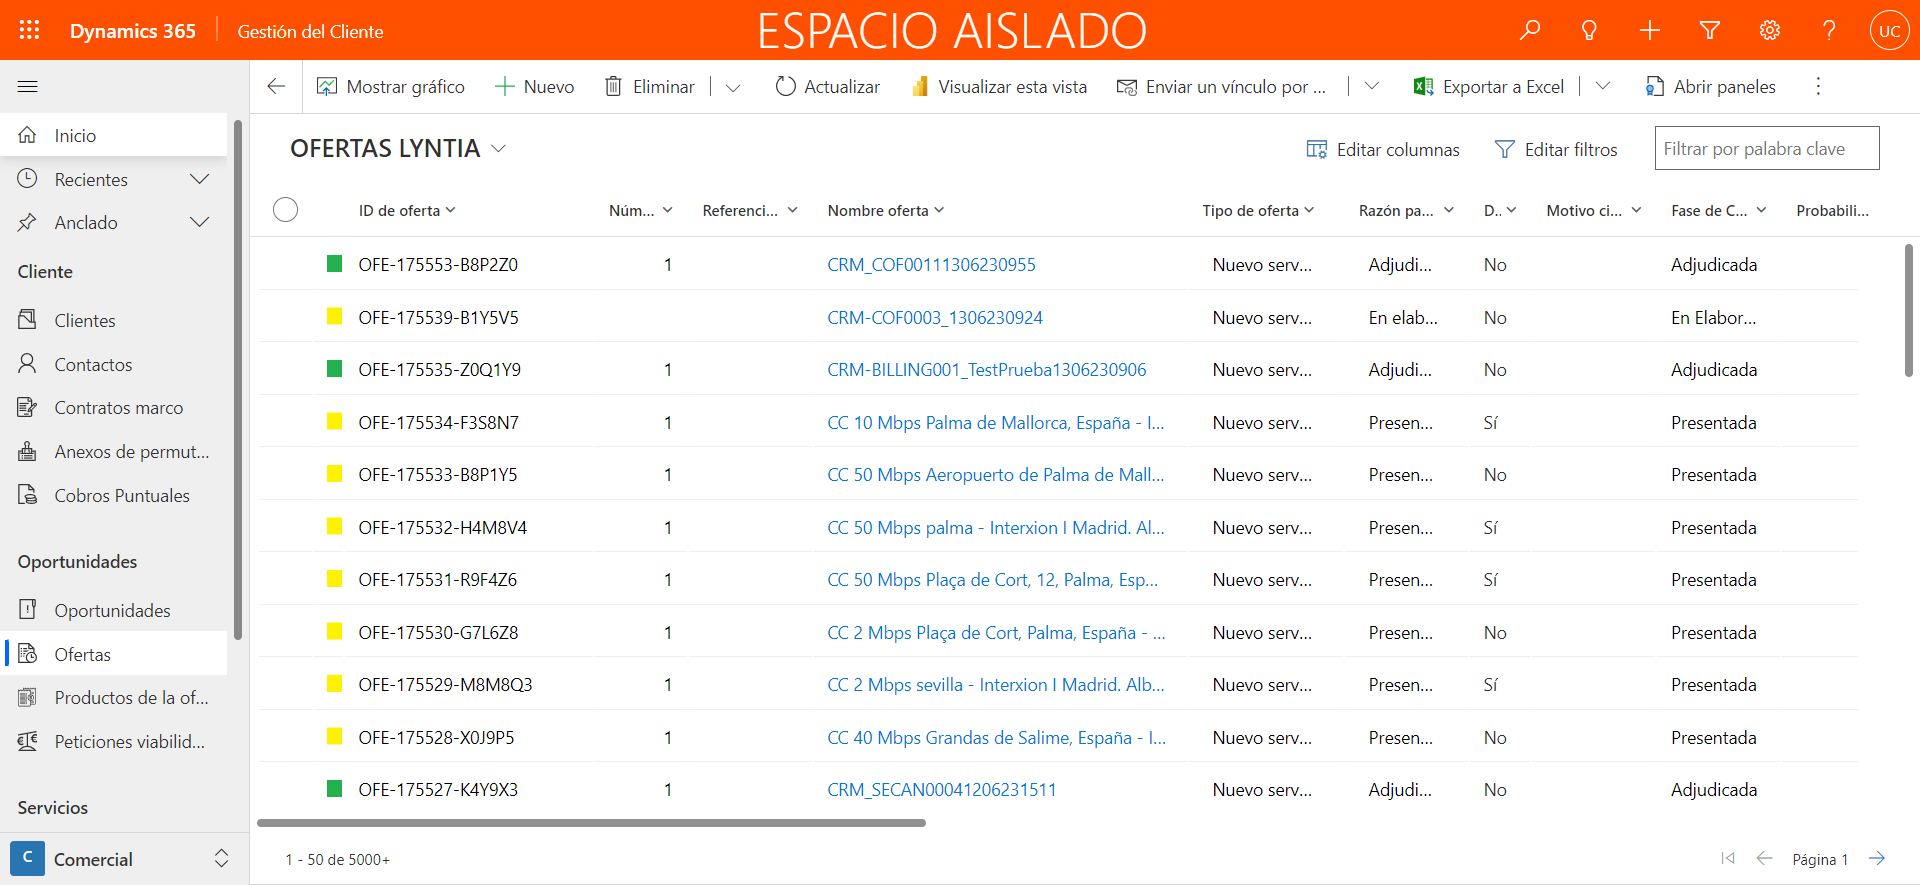 Dynamics 365
Gestión del Cliente
ESPACIO AISLADO
UC
Mostrar gráfico
Nuevo
Eliminar
Actualizar
Visualizar esta vista
Enviar un vínculo por ...
Exportar a Excel
Abrir paneles
Inicio
Recientes
Anclado
Cliente
Clientes
Contactos
Contratos marco
Anexos de permut...
Cobros Puntuales
Oportunidades
Oportunidades
Ofertas
Productos de la of...
Peticiones viabilid...
Servicios
C Comercial
OFERTAS LYNTIA
Editar columnas
Editar filtros
Filtrar por palabra clave
ID de oferta Núm... Referenci... Nombre oferta Tipo de oferta Razón pa... D.. Motivo ci... Fase de C... Probabili...
OFE-175553-B8P2Z0 1 CRM_COF00111306230955 Nuevo serv... Adjudi... No Adjudicada
OFE-175539-B1Y5V5 CRM-COF0003_1306230924 Nuevo serv... En elab... No En Elabor...
OFE-175535-Z0Q1Y9 1 CRM-BILLING001_TestPrueba1306230906 Nuevo serv... Adjudi... No Adjudicada
OFE-175534-F3S8N7 1 CC 10 Mbps Palma de Mallorca, España - I... Nuevo serv... Presen... Sí Presentada
OFE-175533-B8P1Y5 1 CC 50 Mbps Aeropuerto de Palma de Mall... Nuevo serv... Presen... No Presentada
OFE-175532-H4M8V4 1 CC 50 Mbps palma - Interxion I Madrid. Al... Nuevo serv... Presen... Sí Presentada
OFE-175531-R9F4Z6 1 CC 50 Mbps Plaça de Cort, 12, Palma, Esp... Nuevo serv... Presen... Sí Presentada
OFE-175530-G7L6Z8 1 CC 2 Mbps Plaça de Cort, Palma, España - ... Nuevo serv... Presen... No Presentada
OFE-175529-M8M8Q3 1 CC 2 Mbps sevilla - Interxion I Madrid. Alb... Nuevo serv... Presen... Sí Presentada
OFE-175528-X0J9P5 1 CC 40 Mbps Grandas de Salime, España - I... Nuevo serv... Presen... No Presentada
OFE-175527-K4Y9X3 1 CRM_SECAN00041206231511 Nuevo serv... Adjudi... No Adjudicada
1 - 50 de 5000+
Página 1